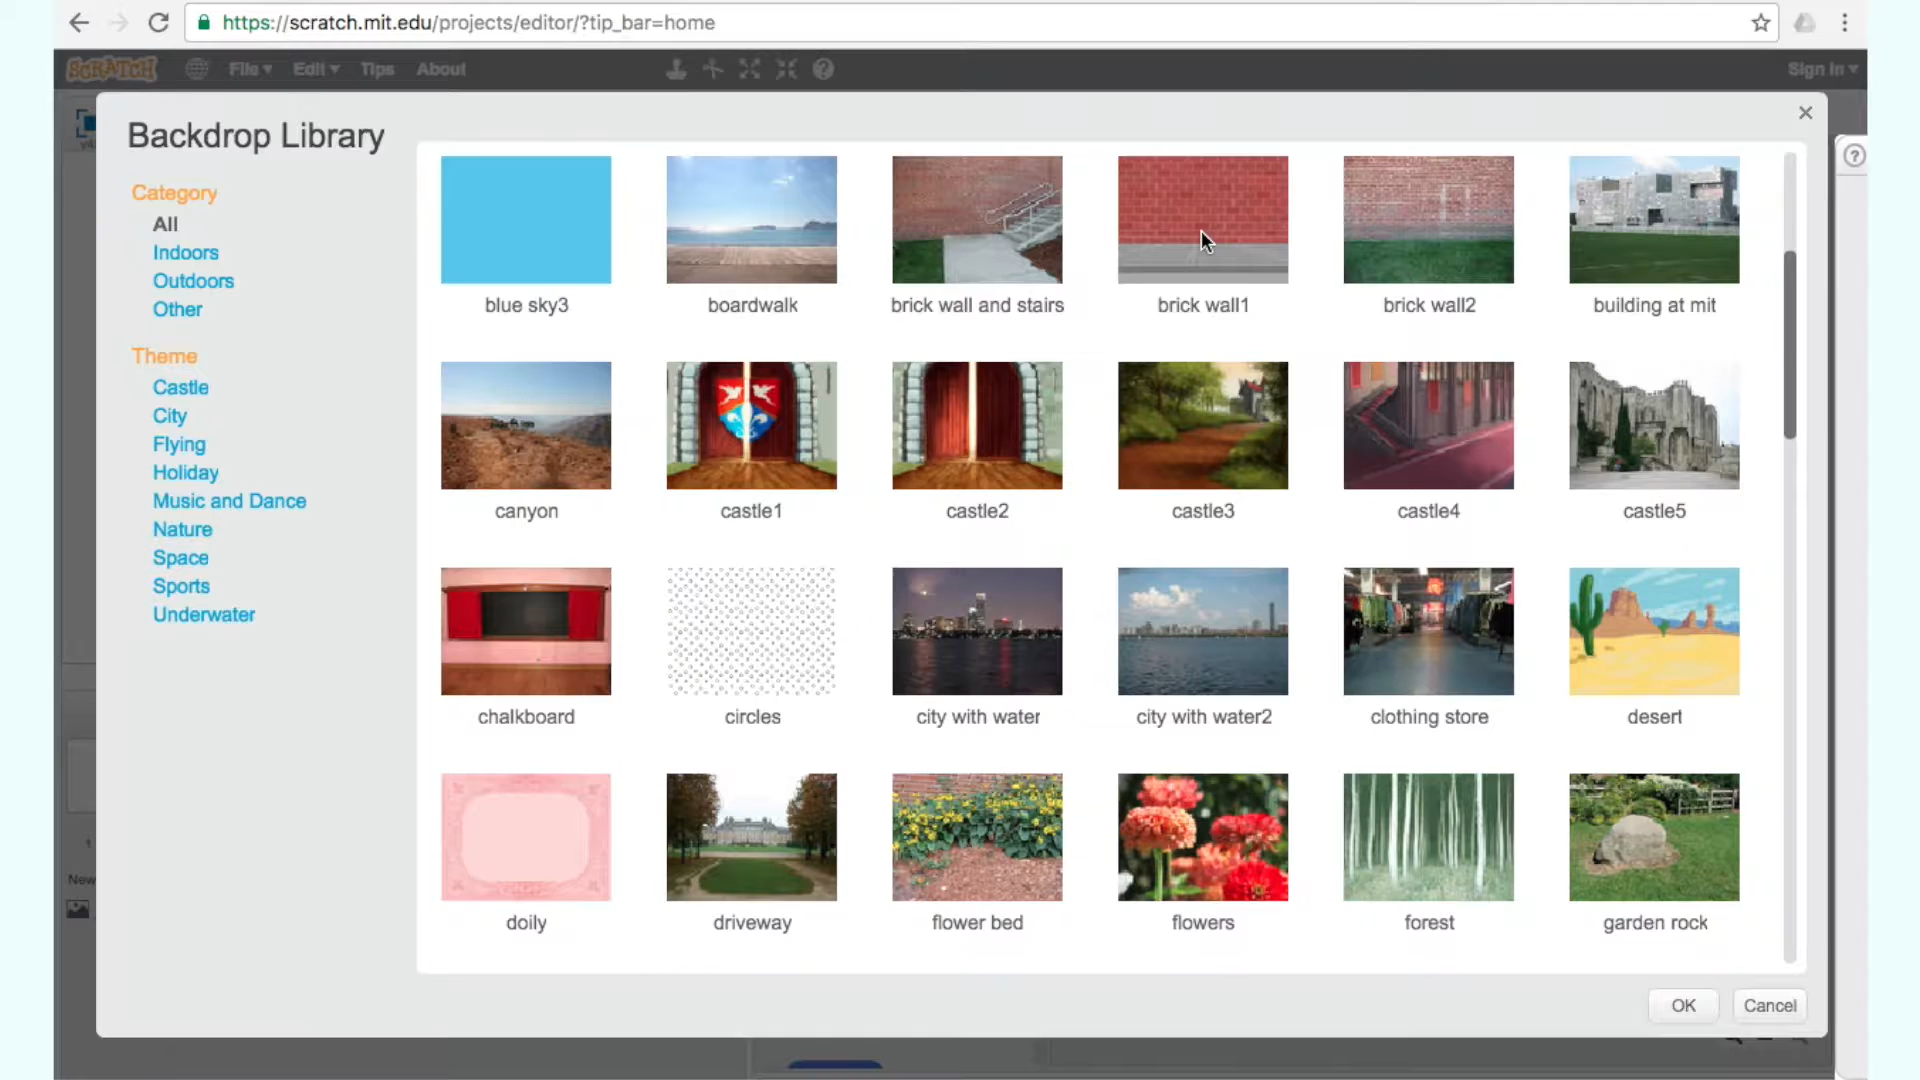 https://scratch.mit.edu/projects/editor/?tip_bar=home
SCRATCH File Edit Tips About Sign in
Backdrop Library
Category
All
Indoors
Outdoors
Other
Theme
Castle
City
Flying
Holiday
Music and Dance
Nature
Space
Sports
Underwater
blue sky3 boardwalk brick wall and stairs brick wall1 brick wall2 building at mit
canyon castle1 castle2 castle3 castle4 castle5
chalkboard circles city with water city with water2 clothing store desert
doily driveway flower bed flowers forest garden rock
New
OK Cancel